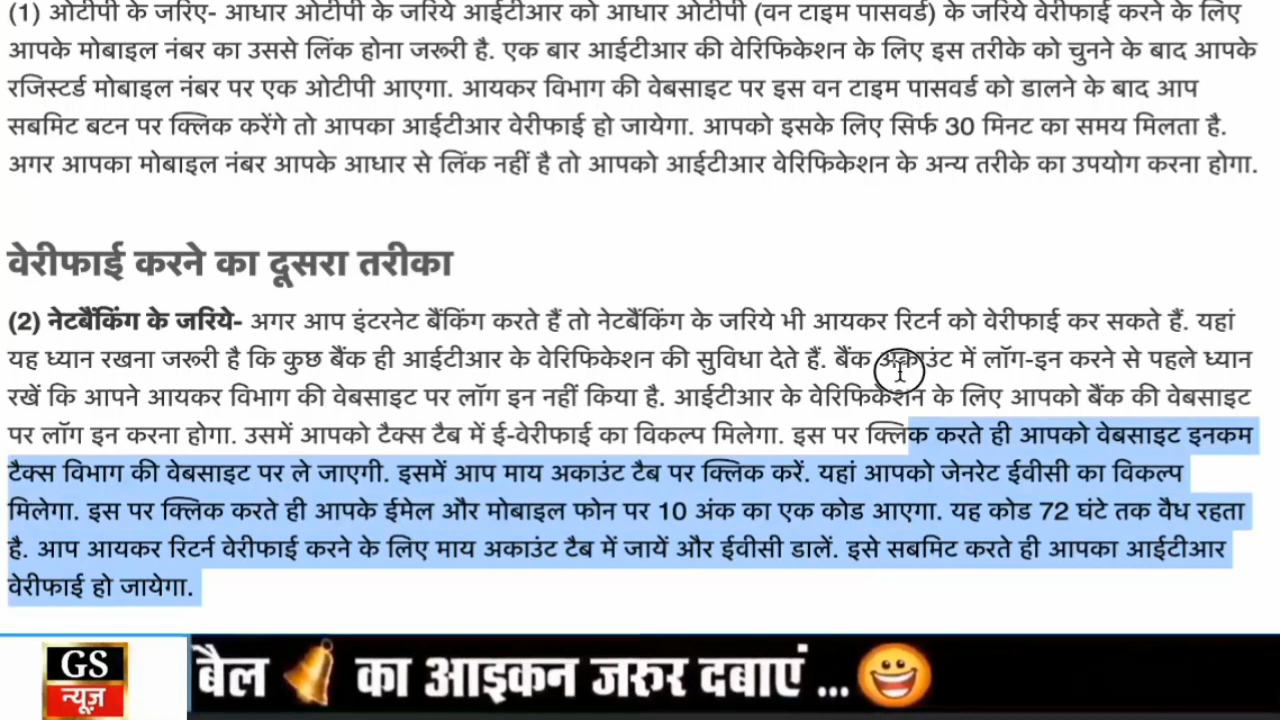 (1) ओटीपी के जरिए- आधार ओटीपी के जरिये आईटीआर को आधार ओटीपी (वन टाइम पासवर्ड) के जरिये वेरीफाई करने के लिए
आपके मोबाइल नंबर का उससे लिंक होना जरूरी है. एक बार आईटीआर की वेरिफिकेशन के लिए इस तरीके को चुनने के बाद आपके
रजिस्टर्ड मोबाइल नंबर पर एक ओटीपी आएगा. आयकर विभाग की वेबसाइट पर इस वन टाइम पासवर्ड को डालने के बाद आप
सबमिट बटन पर क्लिक करेंगे तो आपका आईटीआर वेरीफाई हो जायेगा. आपको इसके लिए सिर्फ 30 मिनट का समय मिलता है.
अगर आपका मोबाइल नंबर आपके आधार से लिंक नहीं है तो आपको आईटीआर वेरिफिकेशन के अन्य तरीके का उपयोग करना होगा.
वेरीफाई करने का दूसरा तरीका
(2) नेटबैंकिंग के जरिये- अगर आप इंटरनेट बैंकिंग करते हैं तो नेटबैंकिंग के जरिये भी आयकर रिटर्न को वेरीफाई कर सकते हैं. यहां
यह ध्यान रखना जरूरी है कि कुछ बैंक ही आईटीआर के वेरिफिकेशन की सुविधा देते हैं. बैंक अकाउंट में लॉग-इन करने से पहले ध्यान
रखें कि आपने आयकर विभाग की वेबसाइट पर लॉग इन नहीं किया है. आईटीआर के वेरिफिकेशन के लिए आपको बैंक की वेबसाइट
पर लॉग इन करना होगा. उसमें आपको टैक्स टैब में ई-वेरीफाई का विकल्प मिलेगा. इस पर क्लिक करते ही आपको वेबसाइट इनकम
टैक्स विभाग की वेबसाइट पर ले जाएगी. इसमें आप माय अकाउंट टैब पर क्लिक करें. यहां आपको जेनरेट ईवीसी का विकल्प
मिलेगा. इस पर क्लिक करते ही आपके ईमेल और मोबाइल फोन पर 10 अंक का एक कोड आएगा. यह कोड 72 घंटे तक वैध रहता
है. आप आयकर रिटर्न वेरीफाई करने के लिए माय अकाउंट टैब में जायें और ईवीसी डालें. इसे सबमिट करते ही आपका आईटीआर
वेरीफाई हो जायेगा.
GS
न्यूज़
बैल का आइकन जरुर दबाएं ...